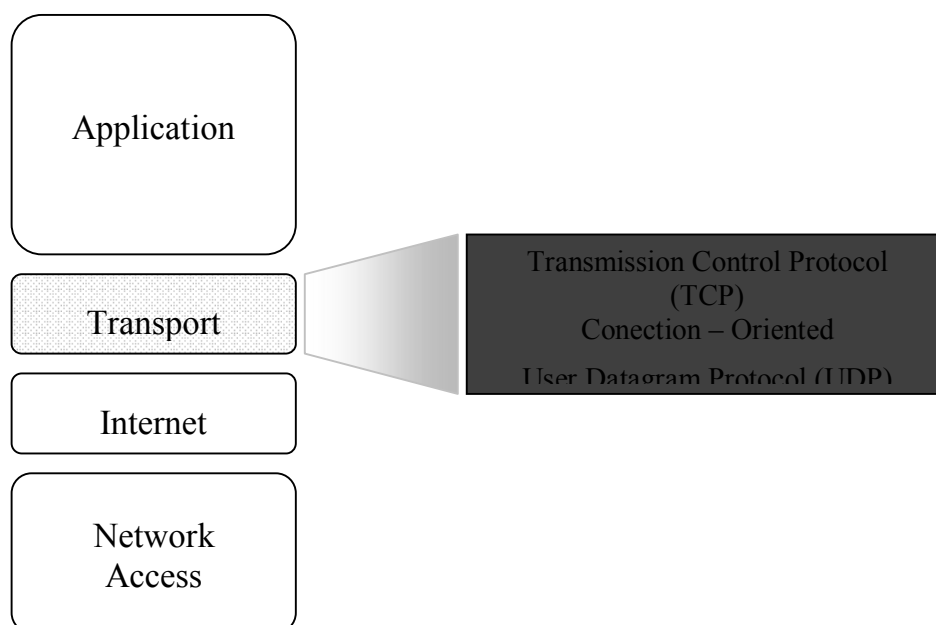 Application
Transport
Transmission Control Protocol
(TCP)
Conection – Oriented
User Datagram Protocol (UDP)
Internet
Network
Access